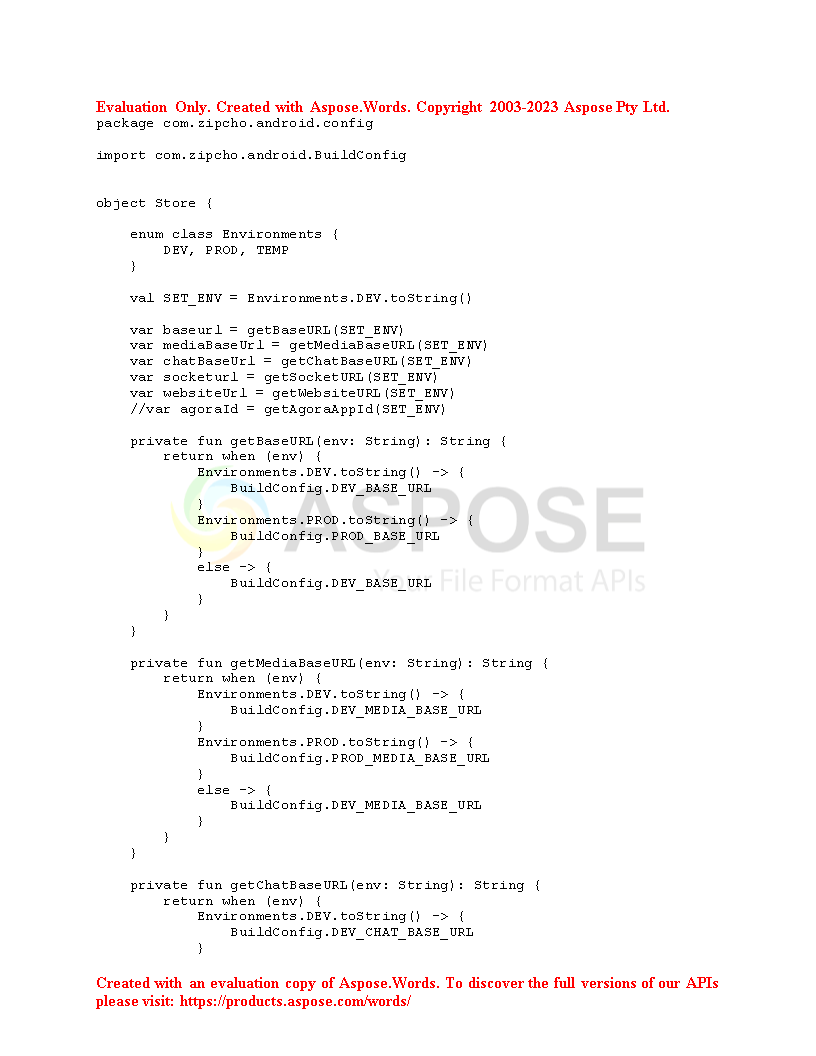 Evaluation Only. Created with Aspose.Words. Copyright 2003-2023 Aspose Pty Ltd.
package com.zipcho.android.config

import com.zipcho.android.BuildConfig


object Store {

    enum class Environments {
        DEV, PROD, TEMP
    }

    val SET_ENV = Environments.DEV.toString()

    var baseurl = getBaseURL(SET_ENV)
    var mediaBaseUrl = getMediaBaseURL(SET_ENV)
    var chatBaseUrl = getChatBaseURL(SET_ENV)
    var socketurl = getSocketURL(SET_ENV)
    var websiteUrl = getWebsiteURL(SET_ENV)
    //var agoraId = getAgoraAppId(SET_ENV)

    private fun getBaseURL(env: String): String {
        return when (env) {
            Environments.DEV.toString() -> {
                BuildConfig.DEV_BASE_URL
            }
            Environments.PROD.toString() -> {
                BuildConfig.PROD_BASE_URL
            }
            else -> {
                BuildConfig.DEV_BASE_URL
            }
        }
    }

    private fun getMediaBaseURL(env: String): String {
        return when (env) {
            Environments.DEV.toString() -> {
                BuildConfig.DEV_MEDIA_BASE_URL
            }
            Environments.PROD.toString() -> {
                BuildConfig.PROD_MEDIA_BASE_URL
            }
            else -> {
                BuildConfig.DEV_MEDIA_BASE_URL
            }
        }
    }

    private fun getChatBaseURL(env: String): String {
        return when (env) {
            Environments.DEV.toString() -> {
                BuildConfig.DEV_CHAT_BASE_URL
            }
ASPOSE
Your File Format APIs
Created with an evaluation copy of Aspose.Words. To discover the full versions of our APIs
please visit: https://products.aspose.com/words/